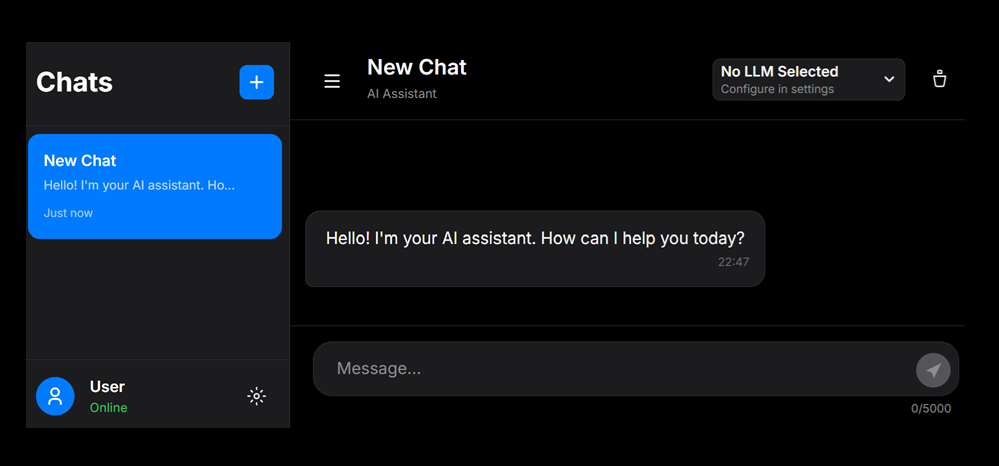 Chats
New Chat
Hello! I'm your AI assistant. Ho...
Just now
User
Online
New Chat
AI Assistant
No LLM Selected
Configure in settings
Hello! I'm your AI assistant. How can I help you today?
22:47
Message...
0/5000